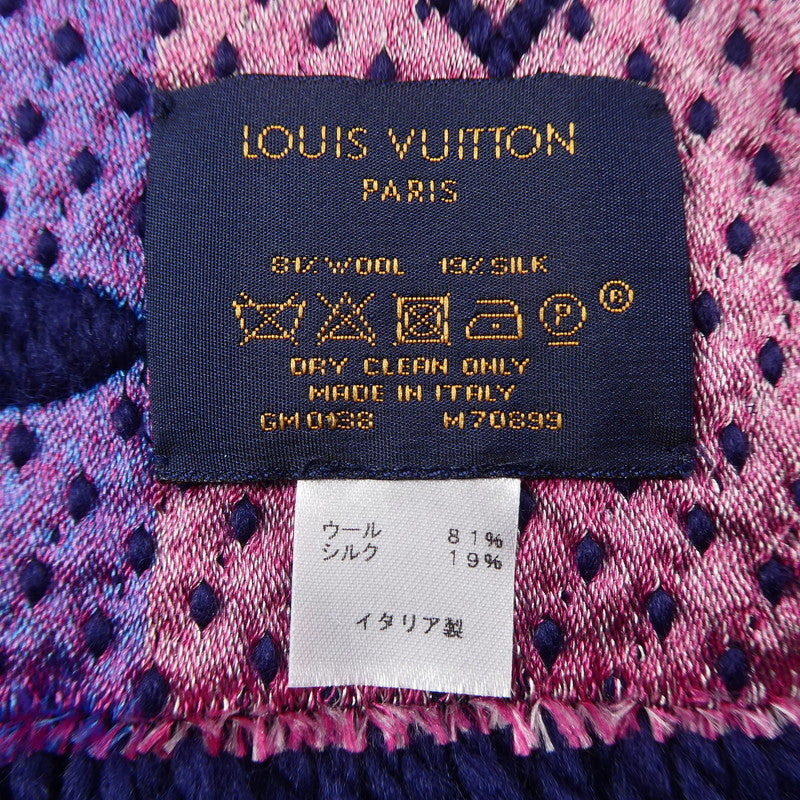 LOUIS VUITTON
PARIS
81% WOOL 19% SILK
P ®
DRY CLEAN ONLY
MADE IN ITALY
GM0138 M70899
ウール 81%
シルク 19%
イタリア製